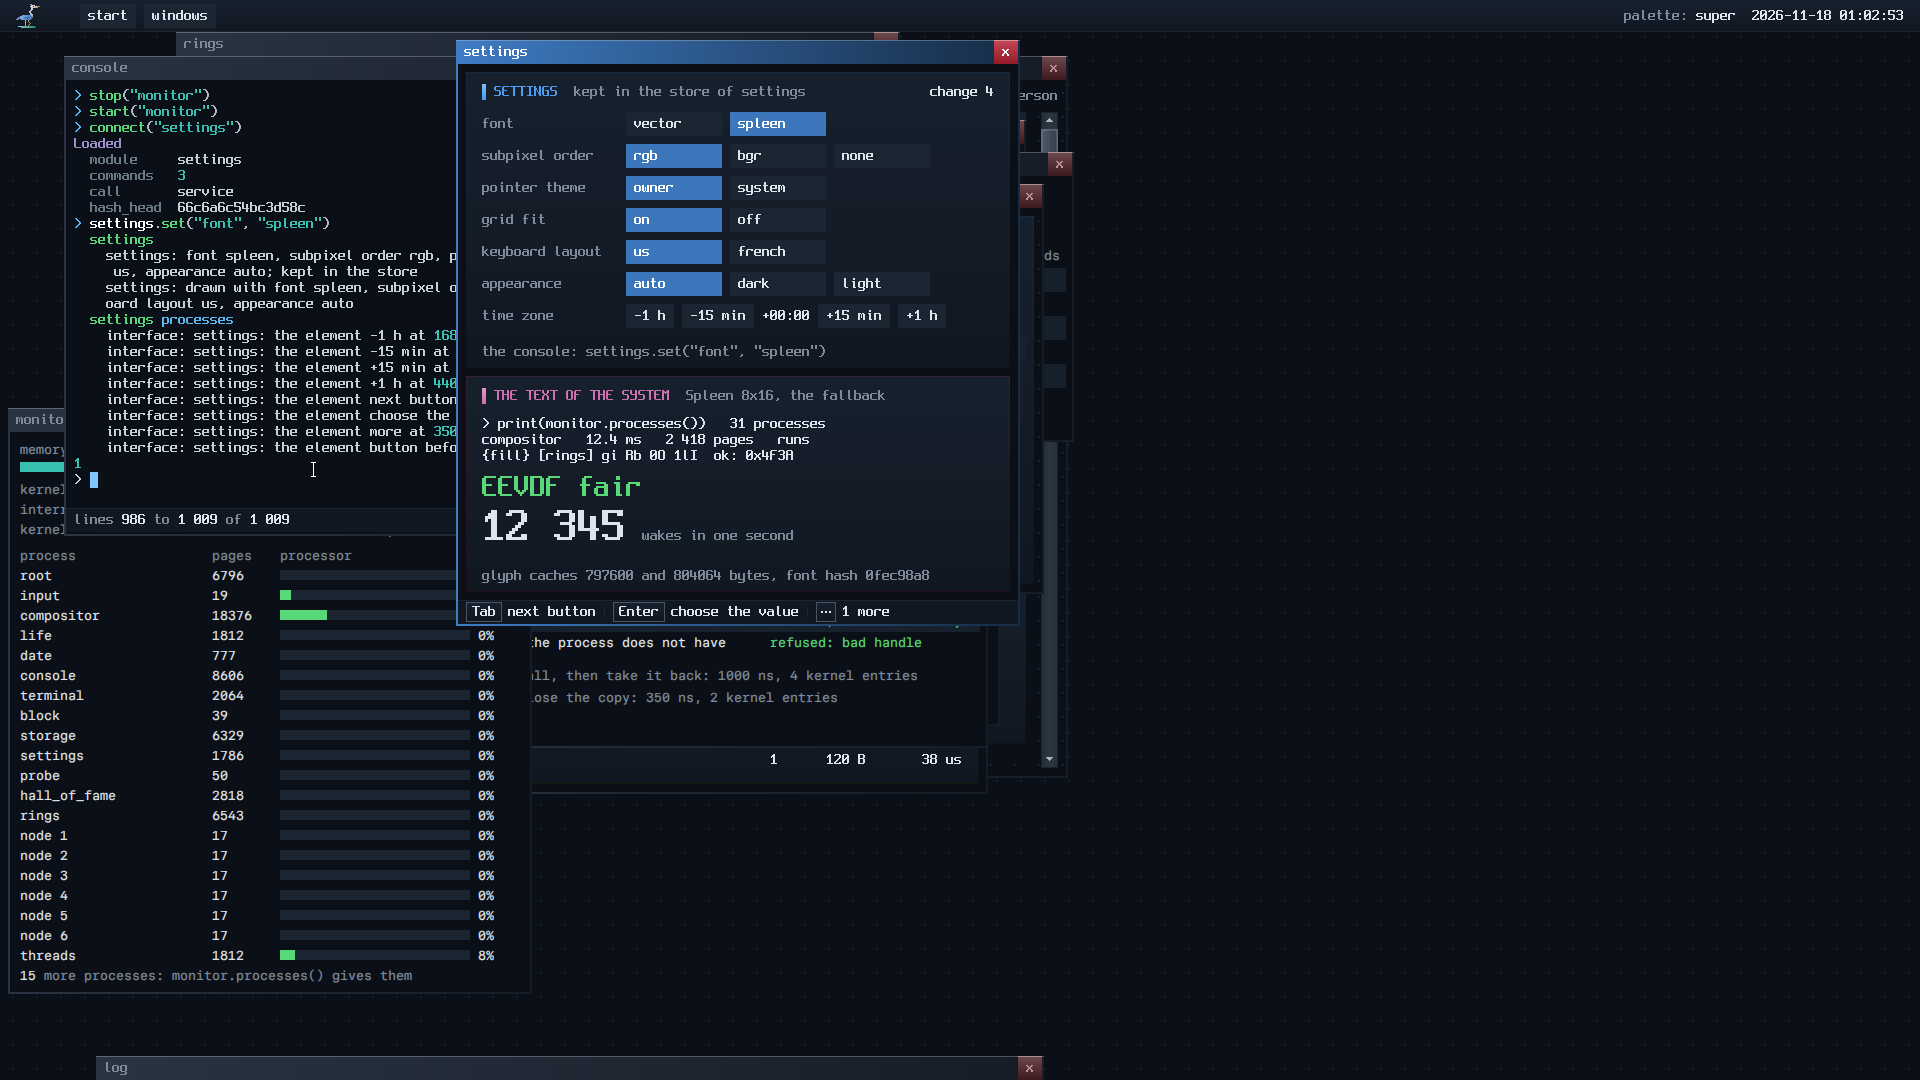 start windows palette: super 2026-11-18 01:02:53
rings
console
> stop("monitor")
> start("monitor")
> connect("settings")
Loaded
module settings
commands 3
call service
hash_head 66c6a6c54bc3d58c
> settings.set("font", "spleen")
settings
settings: font spleen, subpixel order rgb, p
us, appearance auto; kept in the store
settings: drawn with font spleen, subpixel o
oard layout us, appearance auto
settings processes
interface: settings: the element -1 h at 168
interface: settings: the element -15 min at
interface: settings: the element +15 min at
interface: settings: the element +1 h at 440
interface: settings: the element next button
interface: settings: the element choose the
interface: settings: the element more at 350
interface: settings: the element button befo
1
>
lines 986 to 1 009 of 1 009
settings x
SETTINGS kept in the store of settings change 4
font vector spleen
subpixel order rgb bgr none
pointer theme owner system
grid fit on off
keyboard layout us french
appearance auto dark light
time zone -1 h -15 min +00:00 +15 min +1 h
the console: settings.set("font", "spleen")
THE TEXT OF THE SYSTEM Spleen 8x16, the fallback
> print(monitor.processes()) 31 processes
compositor 12.4 ms 2 418 pages runs
{fill} [rings] gi Rb 0O 1lI ok: 0x4F3A
EEVDF fair
12 345 wakes in one second
glyph caches 797600 and 804064 bytes, font hash 0fec98a8
Tab next button Enter choose the value ... 1 more
x
erson
x
x
ds
the process does not have refused: bad handle
all, then take it back: 1000 ns, 4 kernel entries
lose the copy: 350 ns, 2 kernel entries
1 120 B 38 us
monito
memory
kernel
inter
kernel
process pages processor
root 6796
input 19
compositor 18376
life 1812 0%
date 777 0%
console 8606 0%
terminal 2064 0%
block 39 0%
storage 6329 0%
settings 1786 0%
probe 50 0%
hall_of_fame 2818 0%
rings 6543 0%
node 1 17 0%
node 2 17 0%
node 3 17 0%
node 4 17 0%
node 5 17 0%
node 6 17 0%
threads 1812 8%
15 more processes: monitor.processes() gives them
log x